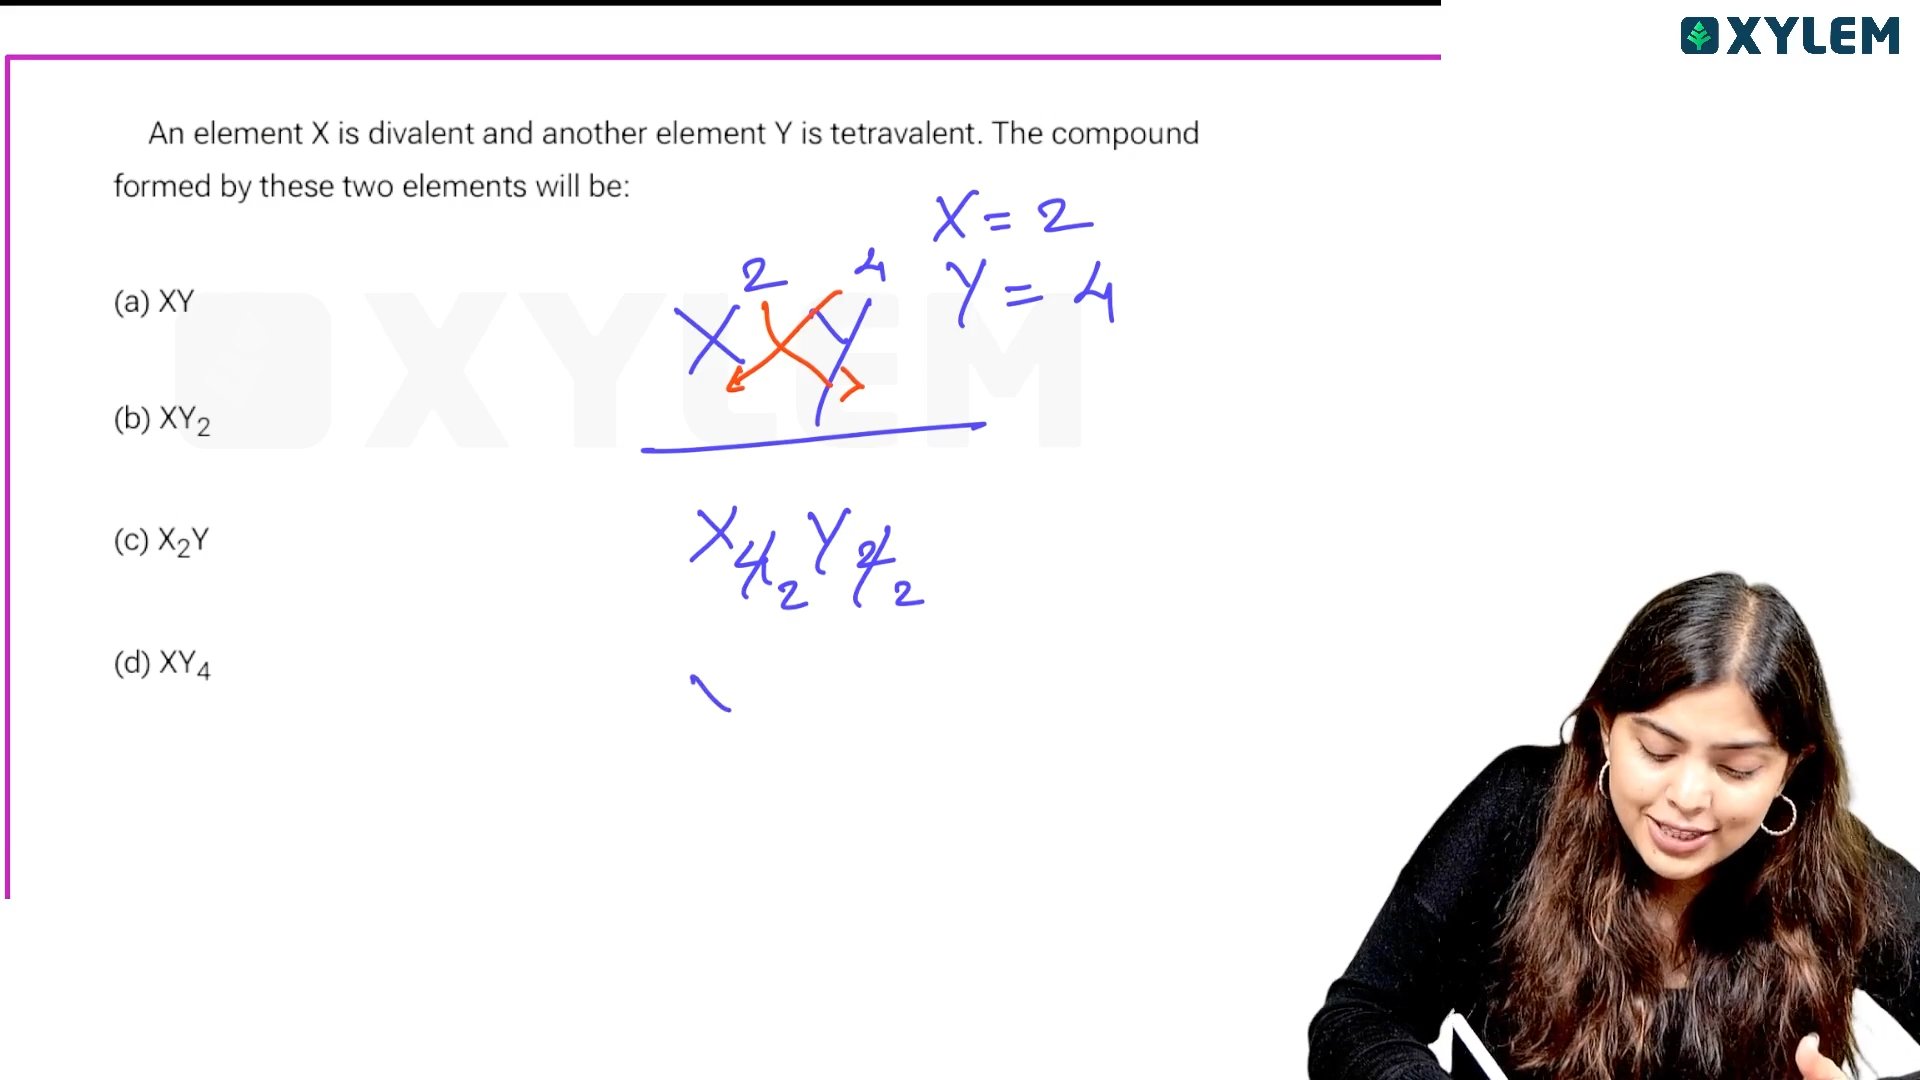 XYLEM
An element X is divalent and another element Y is tetravalent. The compound
formed by these two elements will be:
X = 2
Y = 4
2 4
X Y
(a) XY
(b) XY₂
(c) X₂Y
(d) XY₄
X₄/₂ Y₂/₂
XYLEM